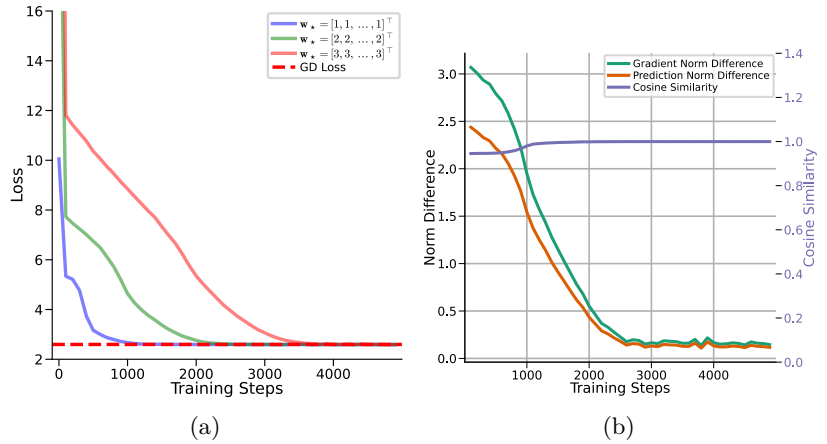 16
14
12
10
8
6
4
2
Loss
0
1000
2000
3000
4000
Training Steps
w⋆ = [1, 1, …, 1]⊤
w⋆ = [2, 2, …, 2]⊤
w⋆ = [3, 3, …, 3]⊤
GD Loss
(a)
3.0
2.5
2.0
1.5
1.0
0.5
0.0
Norm Difference
1000
2000
3000
4000
Training Steps
Gradient Norm Difference
Prediction Norm Difference
Cosine Similarity
1.4
1.2
1.0
0.8
0.6
0.4
0.2
0.0
Cosine Similarity
(b)